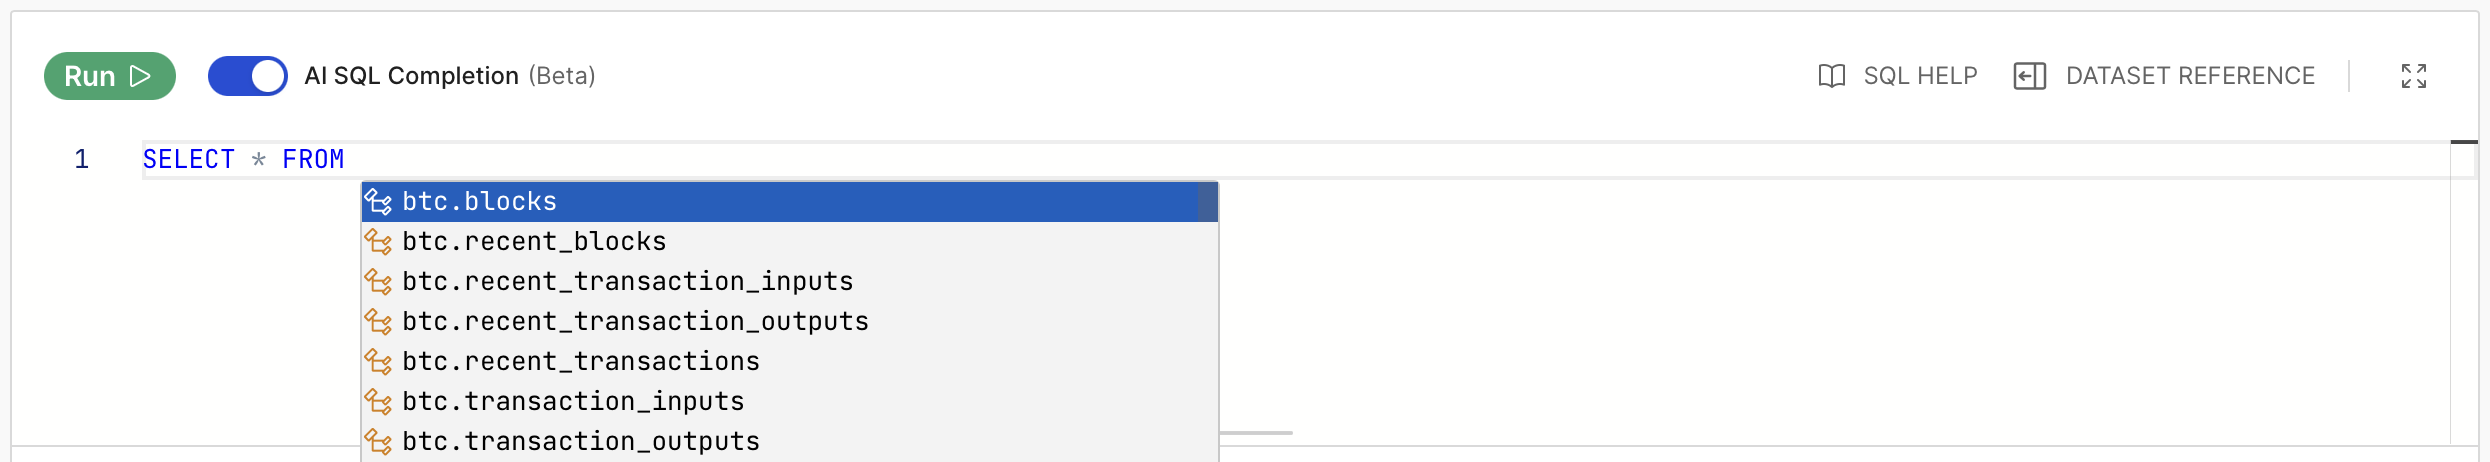 Run AI SQL Completion (Beta) SQL HELP DATASET REFERENCE
1 SELECT * FROM
btc.blocks
btc.recent_blocks
btc.recent_transaction_inputs
btc.recent_transaction_outputs
btc.recent_transactions
btc.transaction_inputs
btc.transaction_outputs